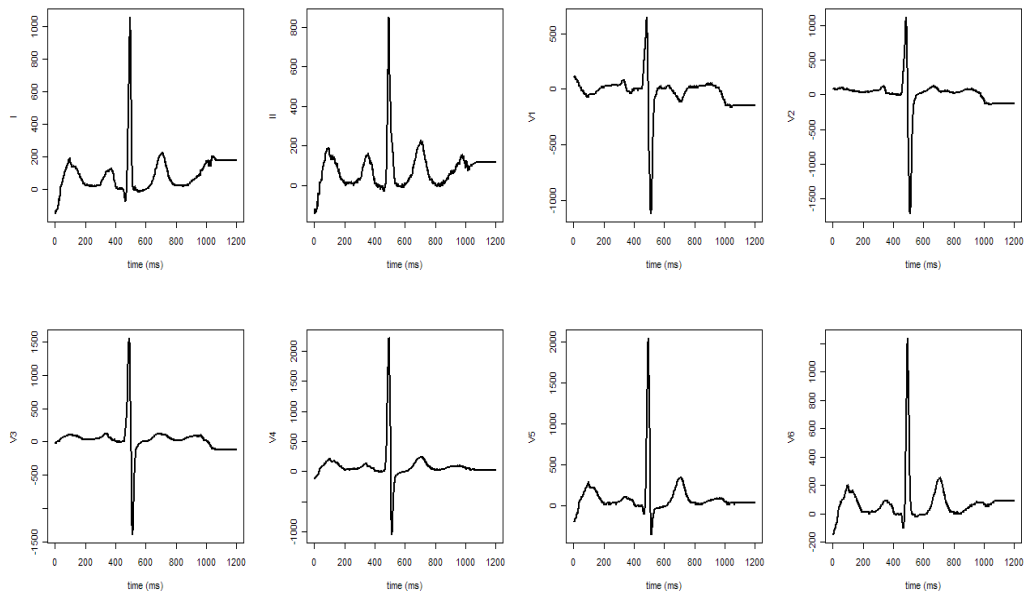 I
0 200 400 600 800 1000
0 200 400 600 800 1000 1200
time (ms)
II
0 200 400 600 800
0 200 400 600 800 1000 1200
time (ms)
V1
-1000 -500 0 500
0 200 400 600 800 1000 1200
time (ms)
V2
-1500 -500 0 500 1000
0 200 400 600 800 1000 1200
time (ms)
V3
-1500 -500 0 500 1000 1500
0 200 400 600 800 1000 1200
time (ms)
V4
-1000 0 500 1000 1500 2000
0 200 400 600 800 1000 1200
time (ms)
V5
0 500 1000 1500 2000
0 200 400 600 800 1000 1200
time (ms)
V6
-200 0 200 400 600 800 1000
0 200 400 600 800 1000 1200
time (ms)